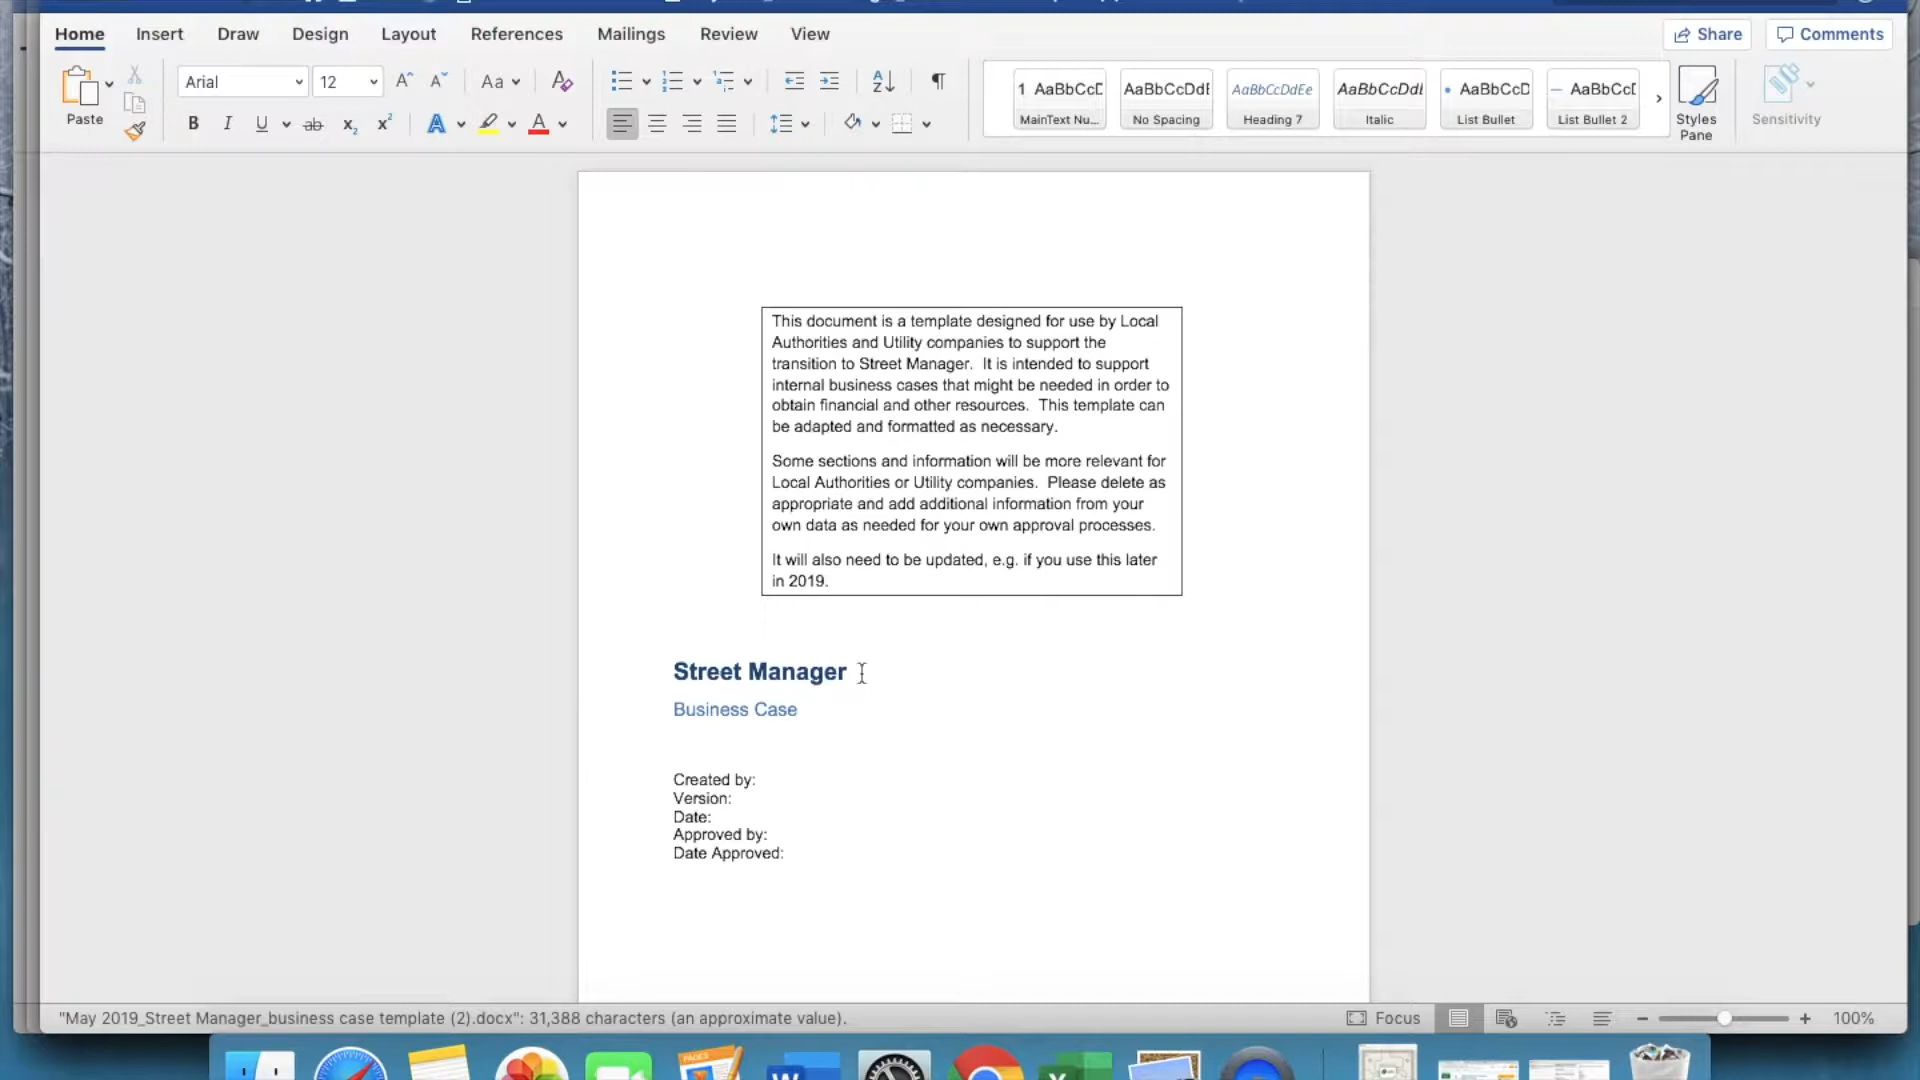 Home Insert Draw Design Layout References Mailings Review View Share Comments
Paste
Arial 12 Aa
B I U ab x2 x2 A A
1 AaBbCcD AaBbCcDdE AaBbCcDdEe AaBbCcDdE AaBbCcD AaBbCcD
MainText Nu... No Spacing Heading 7 Italic List Bullet List Bullet 2
Styles
Pane
Sensitivity
This document is a template designed for use by Local
Authorities and Utility companies to support the
transition to Street Manager. It is intended to support
internal business cases that might be needed in order to
obtain financial and other resources. This template can
be adapted and formatted as necessary.
Some sections and information will be more relevant for
Local Authorities or Utility companies. Please delete as
appropriate and add additional information from your
own data as needed for your own approval processes.
It will also need to be updated, e.g. if you use this later
in 2019.
Street Manager
Business Case
Created by:
Version:
Date:
Approved by:
Date Approved:
"May 2019_Street Manager_business case template (2).docx": 31,388 characters (an approximate value).
Focus
100%
PAGES